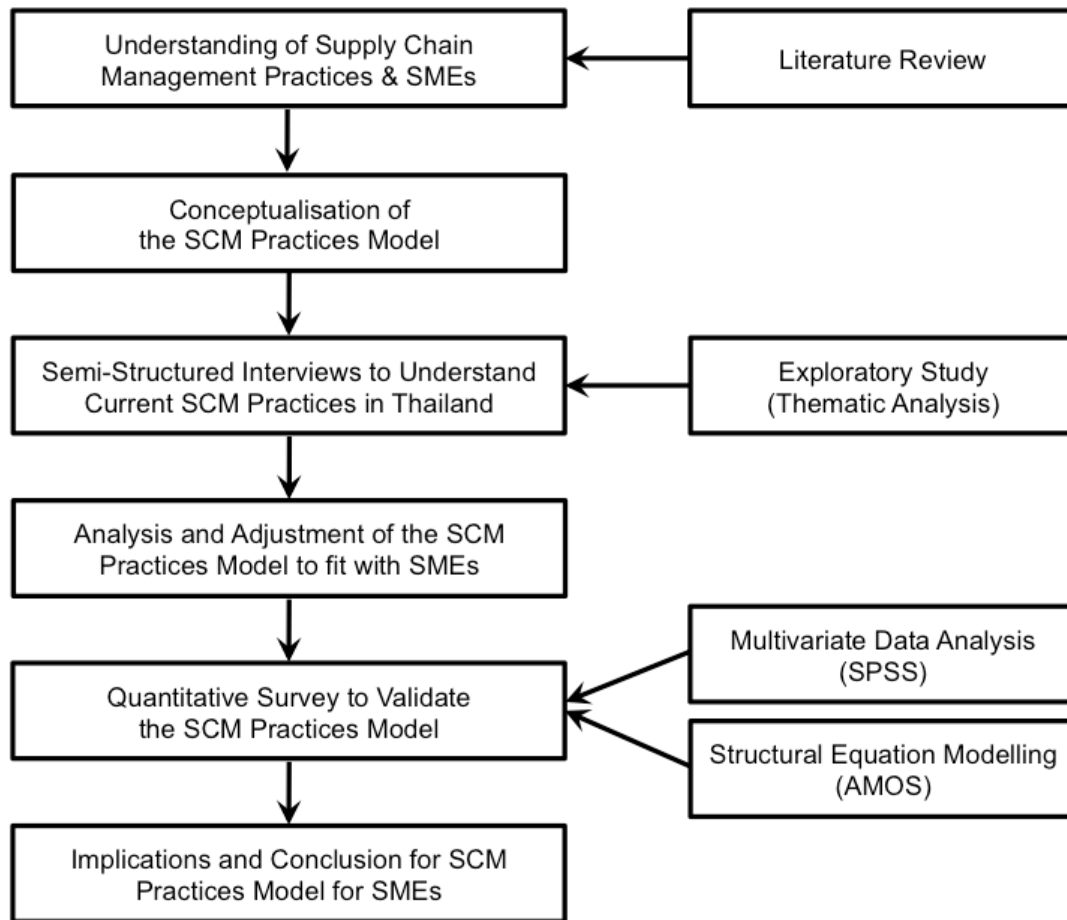 Understanding of Supply Chain
Management Practices & SMEs
Literature Review
Conceptualisation of
the SCM Practices Model
Semi-Structured Interviews to Understand
Current SCM Practices in Thailand
Exploratory Study
(Thematic Analysis)
Analysis and Adjustment of the SCM
Practices Model to fit with SMEs
Multivariate Data Analysis
(SPSS)
Quantitative Survey to Validate
the SCM Practices Model
Structural Equation Modelling
(AMOS)
Implications and Conclusion for SCM
Practices Model for SMEs